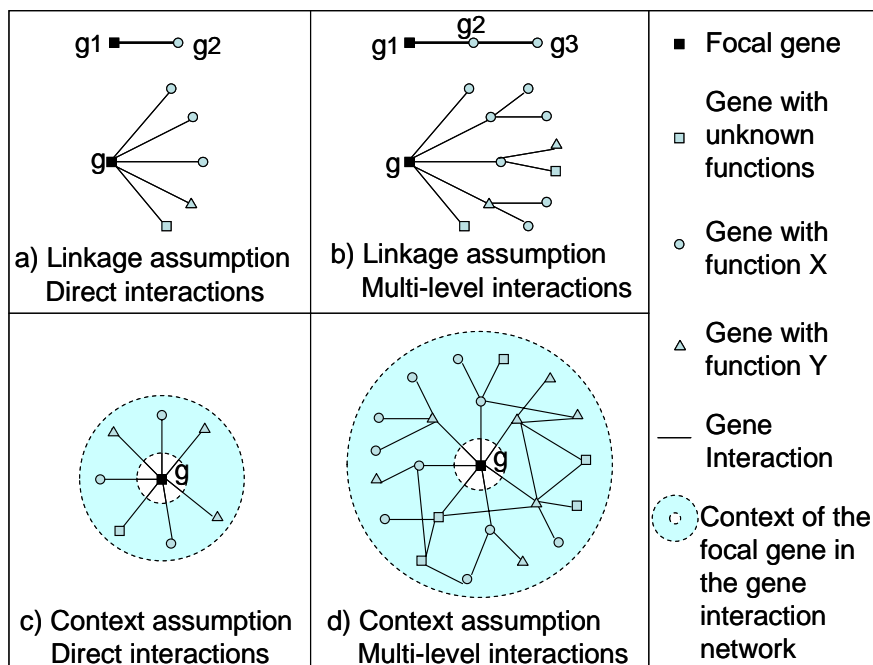 g1
g2
g
a) Linkage assumption
Direct interactions
g1
g2
g3
g
b) Linkage assumption
Multi-level interactions
g
c) Context assumption
Direct interactions
g
d) Context assumption
Multi-level interactions
Focal gene
Gene with
unknown
functions
Gene with
function X
Gene with
function Y
Gene
Interaction
Context of the
focal gene in
the gene
interaction
network